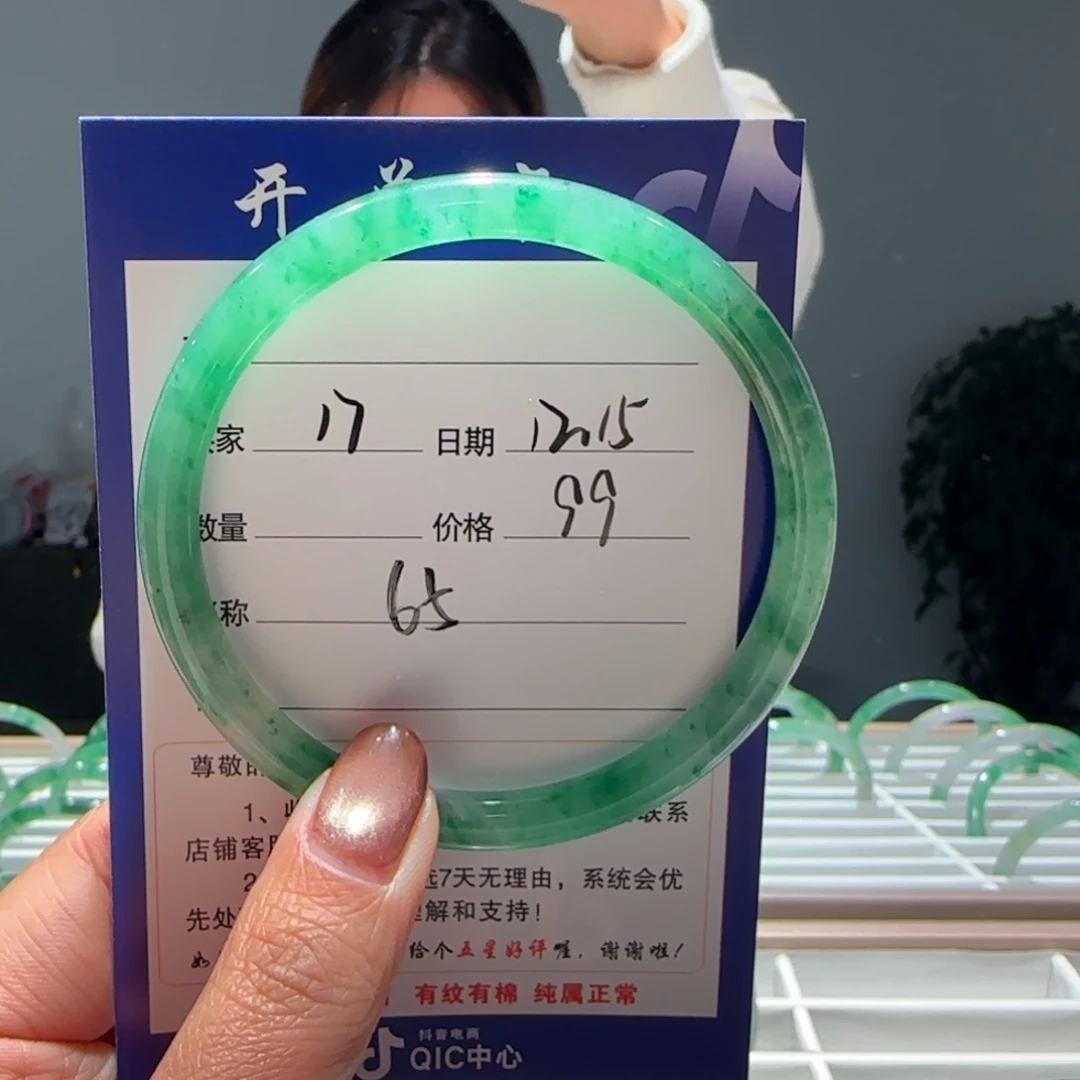 开
家 17 日期 12.15
数量 价格 99
称 65
尊敬
1、 联系
店铺客
2 7天无理由，系统会优
先处 解和支持！
如 给个五星好评喔，谢谢啦！
有纹有棉 纯属正常
抖音电商
QIC中心